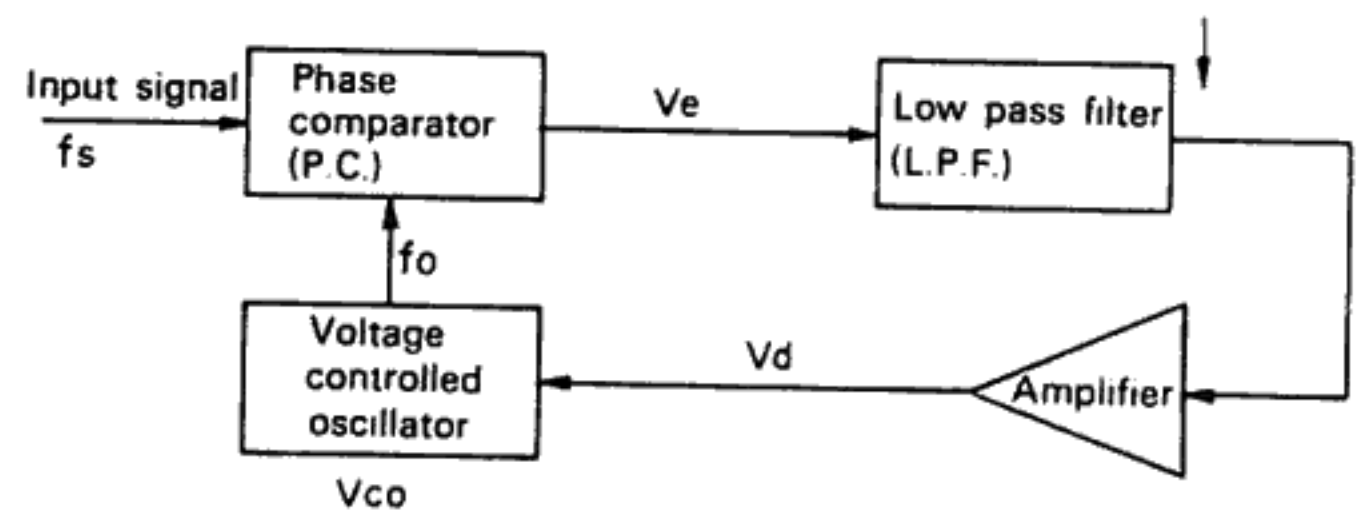 Input signal
fs
Phase
comparator
(P.C.)
Ve
Low pass filter
(L.P.F.)
fo
Voltage
controlled
oscillator
Vco
Vd
Amplifier